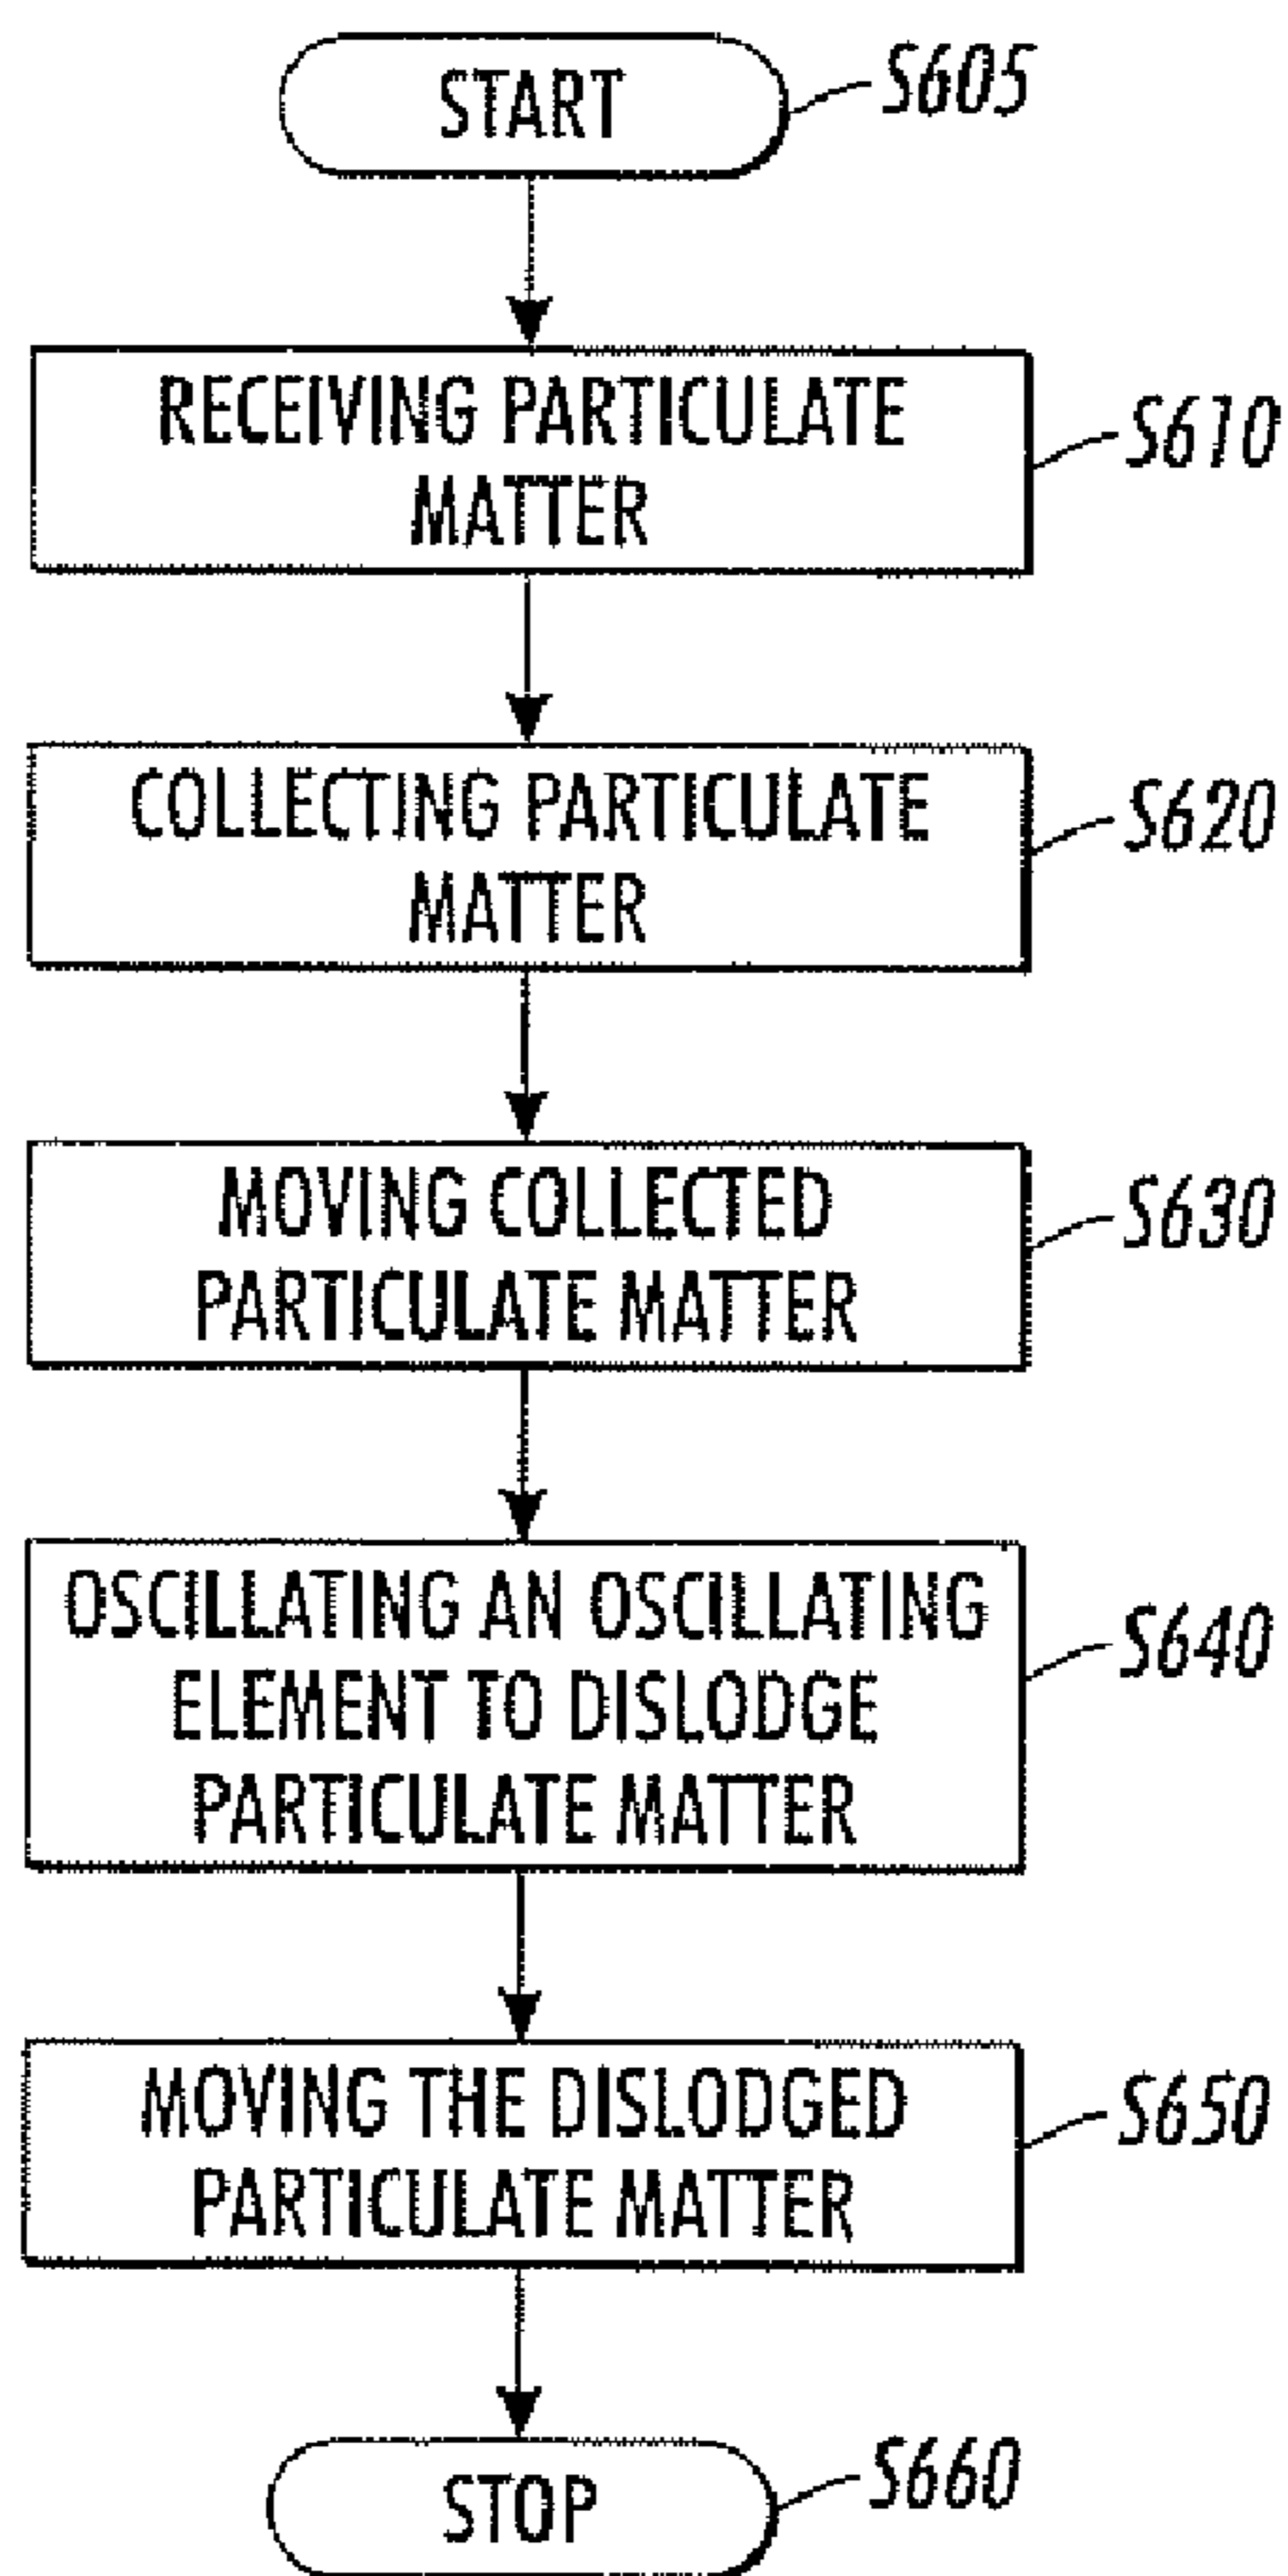 START
S605
RECEIVING PARTICULATE
MATTER
S610
COLLECTING PARTICULATE
MATTER
S620
MOVING COLLECTED
PARTICULATE MATTER
S630
OSCILLATING AN OSCILLATING
ELEMENT TO DISLODGE
PARTICULATE MATTER
S640
MOVING THE DISLODGED
PARTICULATE MATTER
S650
STOP
S660